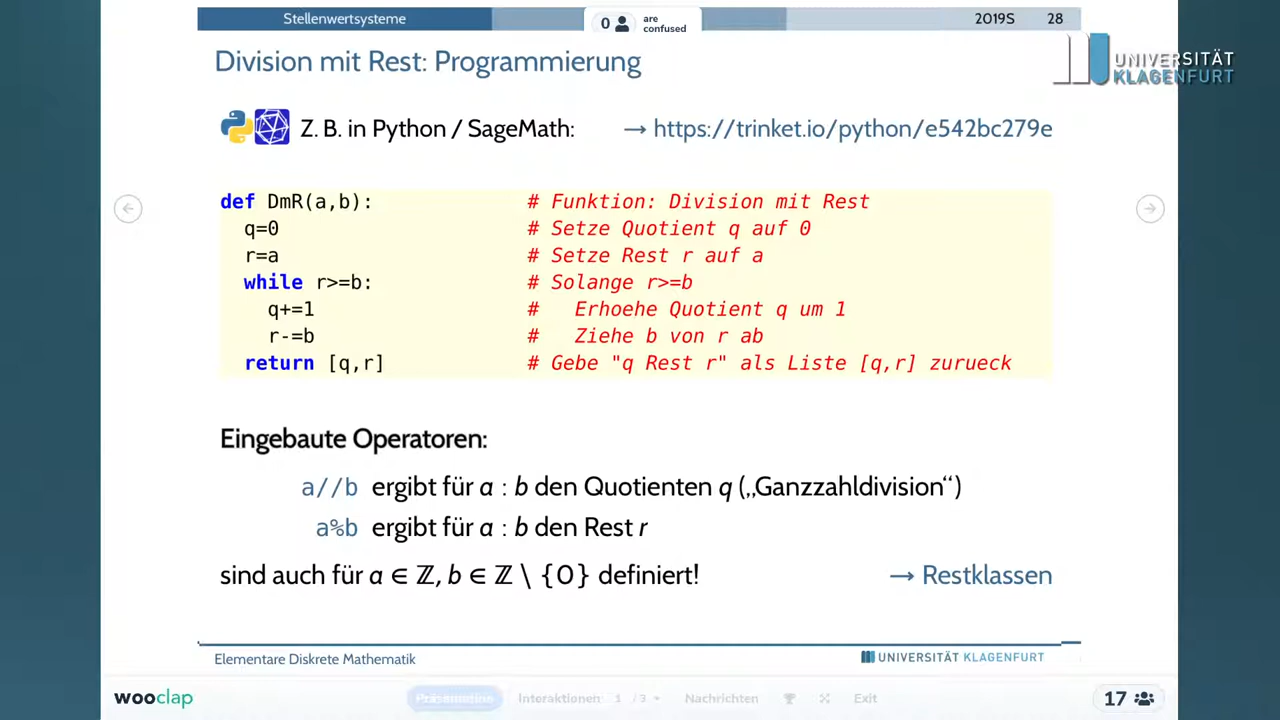 Stellenwertsysteme
0 are confused
2019S 28
Division mit Rest: Programmierung
UNIVERSITÄT
KLAGENFURT
Z. B. in Python / SageMath: → https://trinket.io/python/e542bc279e
def DmR(a,b): # Funktion: Division mit Rest
q=0 # Setze Quotient q auf 0
r=a # Setze Rest r auf a
while r>=b: # Solange r>=b
q+=1 # Erhoehe Quotient q um 1
r-=b # Ziehe b von r ab
return [q,r] # Gebe "q Rest r" als Liste [q,r] zurueck
Eingebaute Operatoren:
a//b ergibt für a : b den Quotienten q („Ganzzahldivision“)
a%b ergibt für a : b den Rest r
sind auch für a ∈ ℤ, b ∈ ℤ \ {0} definiert! → Restklassen
Elementare Diskrete Mathematik
UNIVERSITÄT KLAGENFURT
wooclap
Präsentation Interaktionen 1 / 3 Nachrichten Exit
17